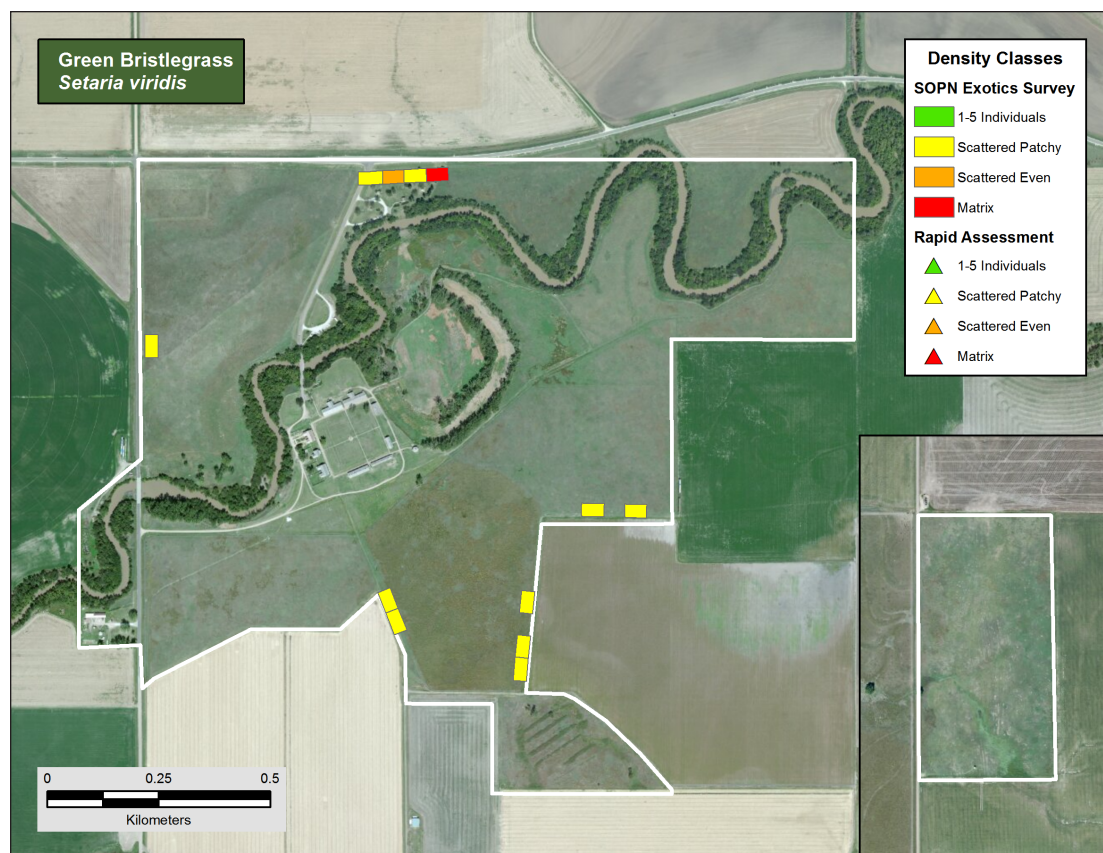 Green Bristlegrass
Setaria viridis
Density Classes
SOPN Exotics Survey
1-5 Individuals
Scattered Patchy
Scattered Even
Matrix
Rapid Assessment
1-5 Individuals
Scattered Patchy
Scattered Even
Matrix
0 0.25 0.5
Kilometers